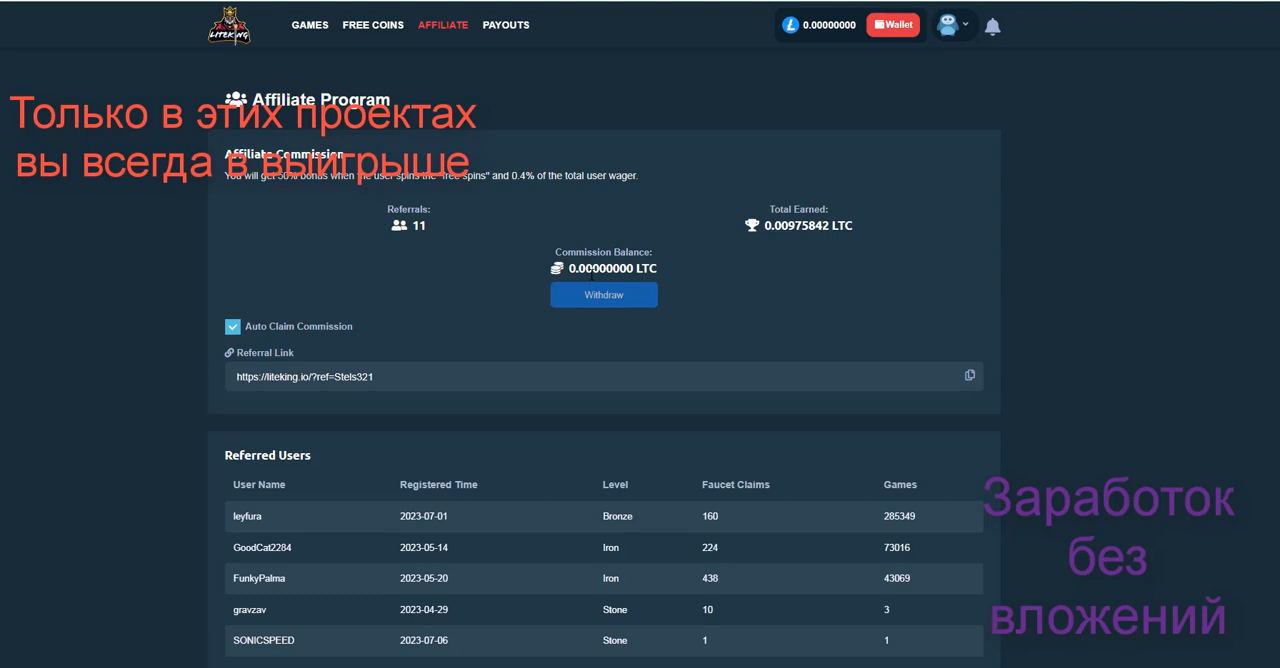 LITEKING
GAMES FREE COINS AFFILIATE PAYOUTS
0.00000000 Wallet
Affiliate Program
Только в этих проектах
вы всегда в выигрыше
Affiliate Commission
You will get 50% bonus when the user spins the "free spins" and 0.4% of the total user wager.
Referrals: Total Earned:
11 0.00975842 LTC
Commission Balance:
0.00000000 LTC
Withdraw
Auto Claim Commission
Referral Link
https://liteking.io/?ref=Stels321
Referred Users
User Name Registered Time Level Faucet Claims Games
leyfura 2023-07-01 Bronze 160 285349
GoodCat2284 2023-05-14 Iron 224 73016
FunkyPalma 2023-05-20 Iron 438 43069
gravzav 2023-04-29 Stone 10 3
SONICSPEED 2023-07-06 Stone 1 1
Заработок
без
вложений